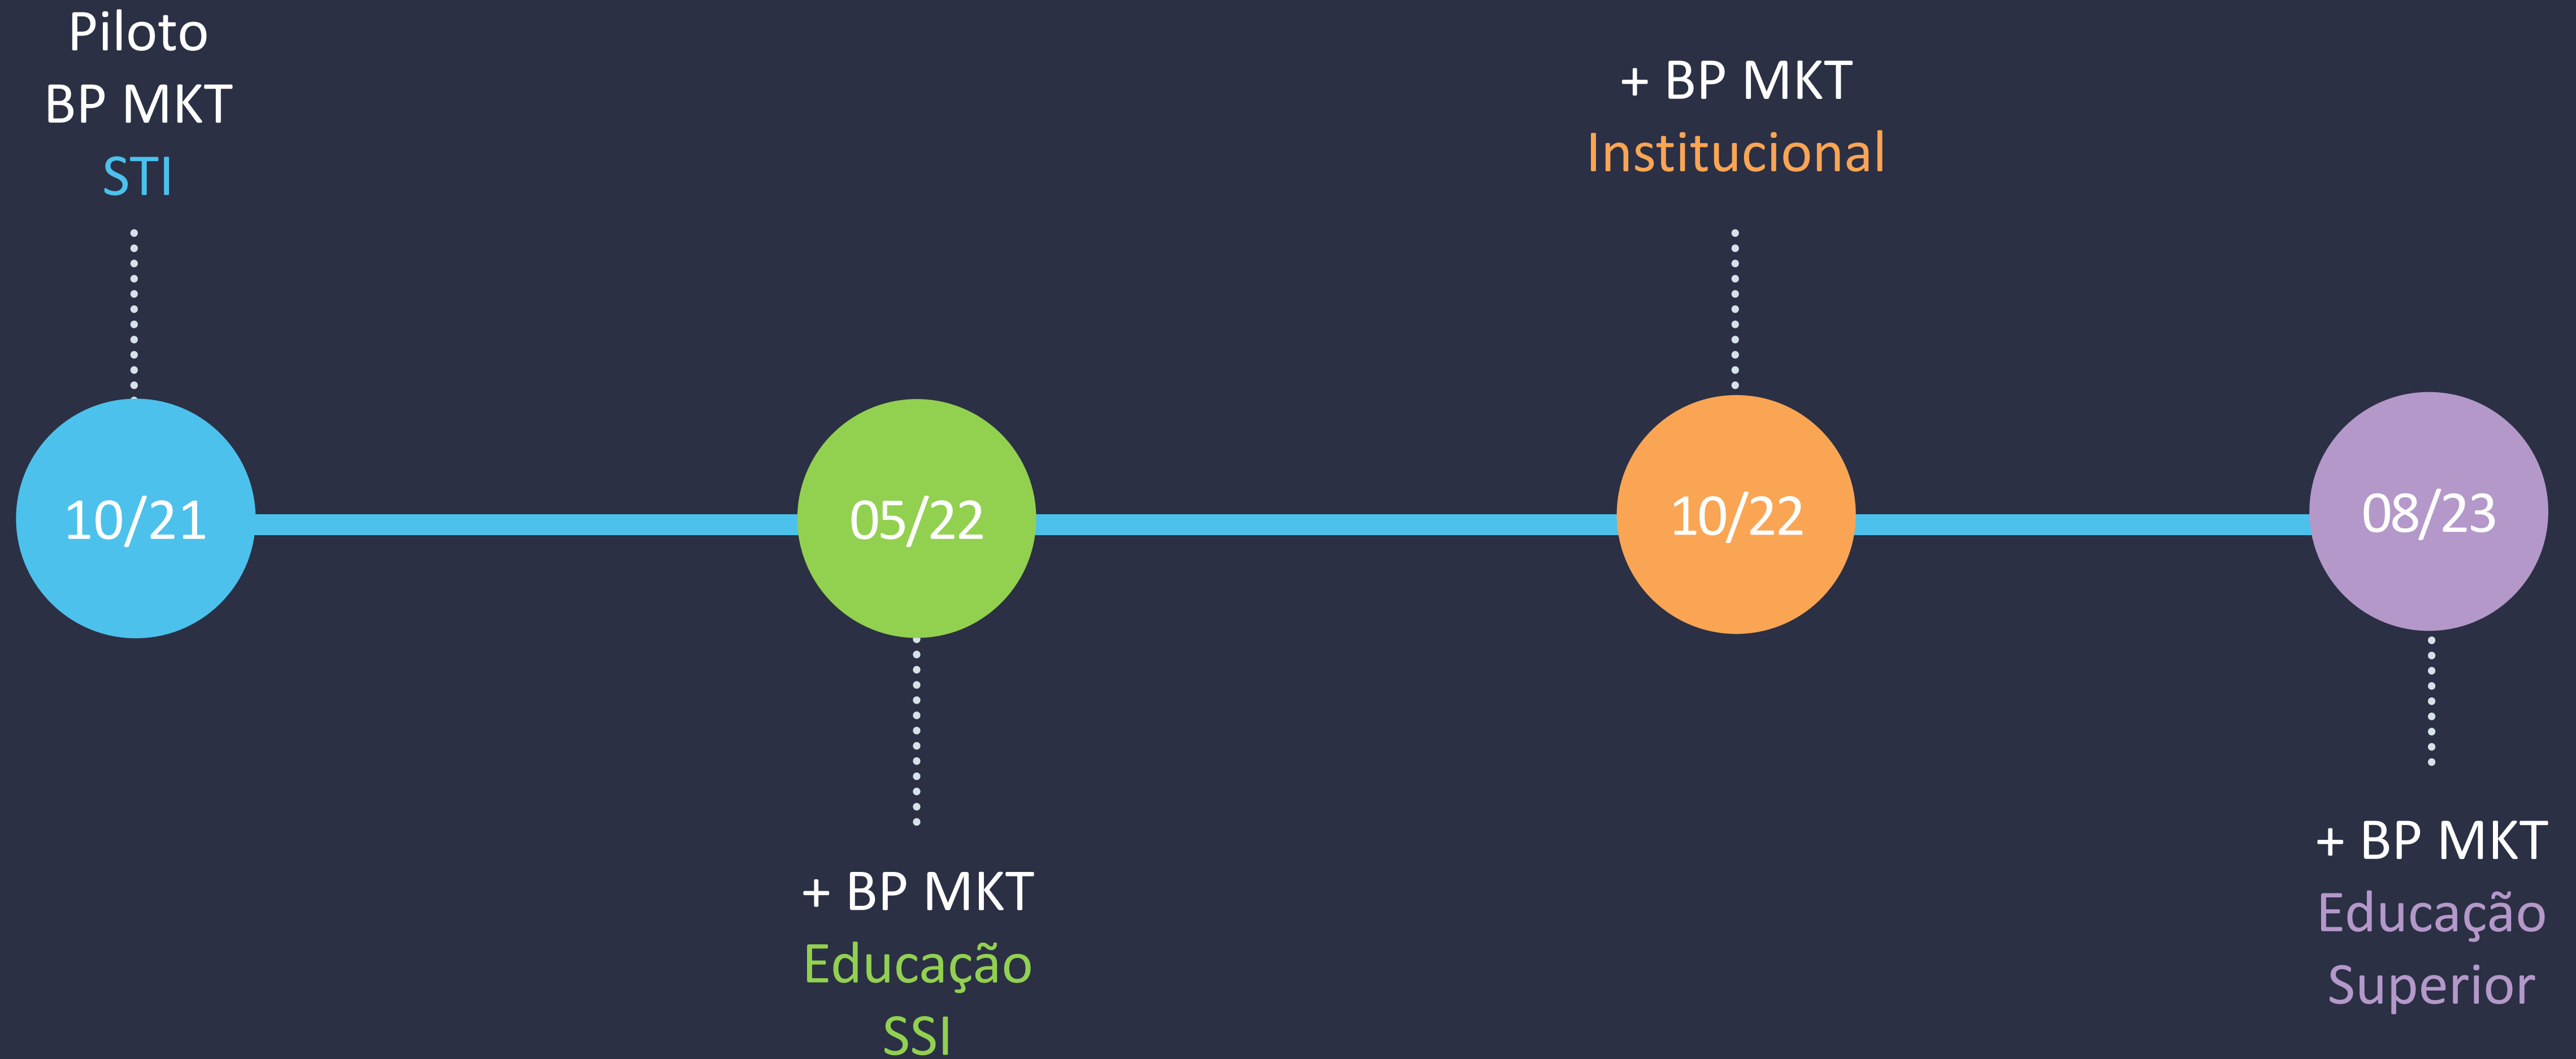 Piloto
BP MKT
STI
10/21
05/22
+ BP MKT
Educação
SSI
+ BP MKT
Institucional
10/22
08/23
+ BP MKT
Educação
Superior